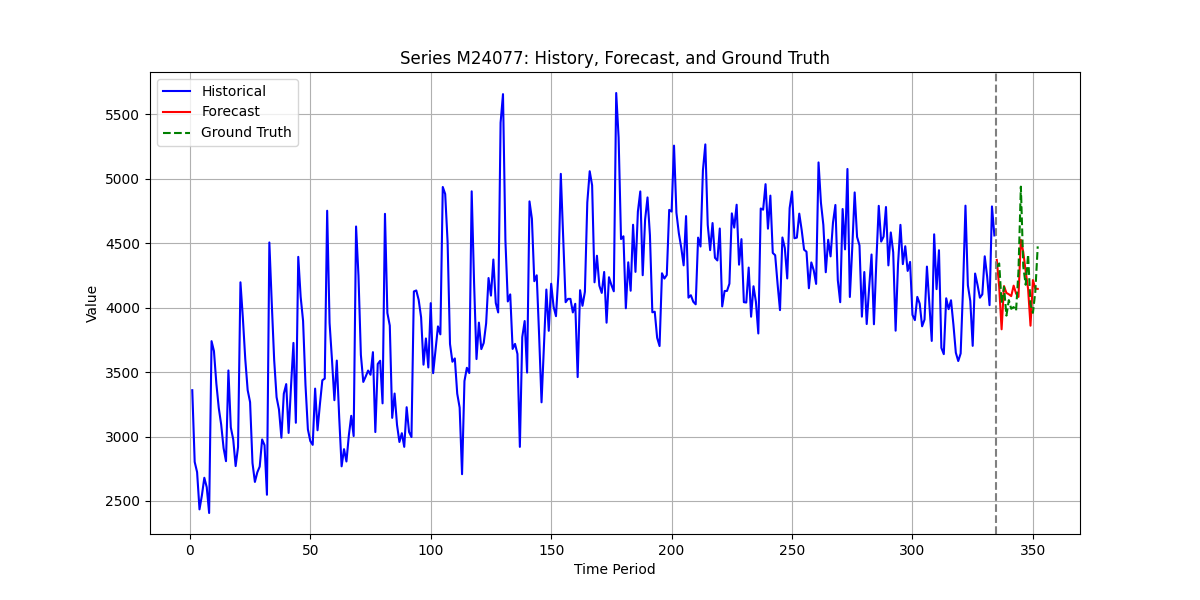 Series M24077: History, Forecast, and Ground Truth
Historical
Forecast
Ground Truth
Value
5500
5000
4500
4000
3500
3000
2500
0 50 100 150 200 250 300 350
Time Period